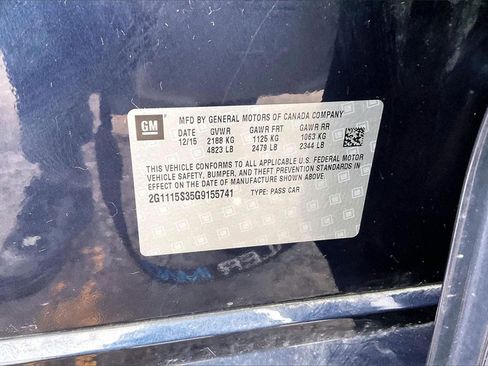 GM
MFD BY GENERAL MOTORS OF CANADA COMPANY
DATE GVWR GAWR FRT GAWR RR
12/15 2188 KG 1125 KG 1063 KG
4823 LB 2479 LB 2344 LB
THIS VEHICLE CONFORMS TO ALL APPLICABLE U.S. FEDERAL MOTOR
VEHICLE SAFETY, BUMPER, AND THEFT PREVENTION STANDARDS IN
EFFECT ON THE DATE OF MANUFACTURE SHOWN ABOVE.
2G1115S35G9155741 TYPE: PASS CAR